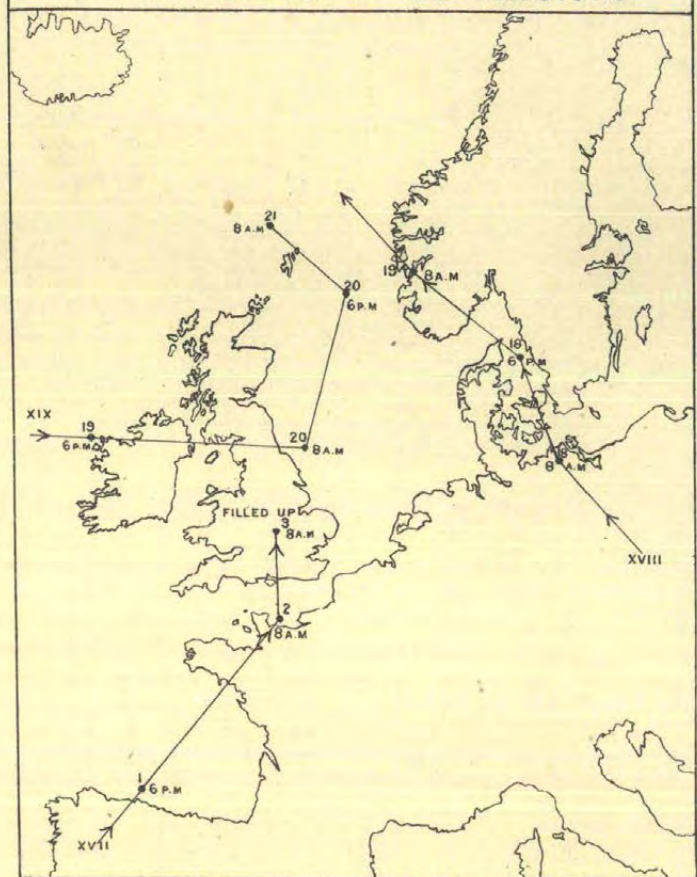 21
8 A.M
20
6 P.M
19
8 A.M
18
6 P.M
XIX
19
6 P.M
20
8 A.M
8 A.M
FILLED UP
3
8 A.M
XVIII
2
8 A.M
1
6 P.M
XVII